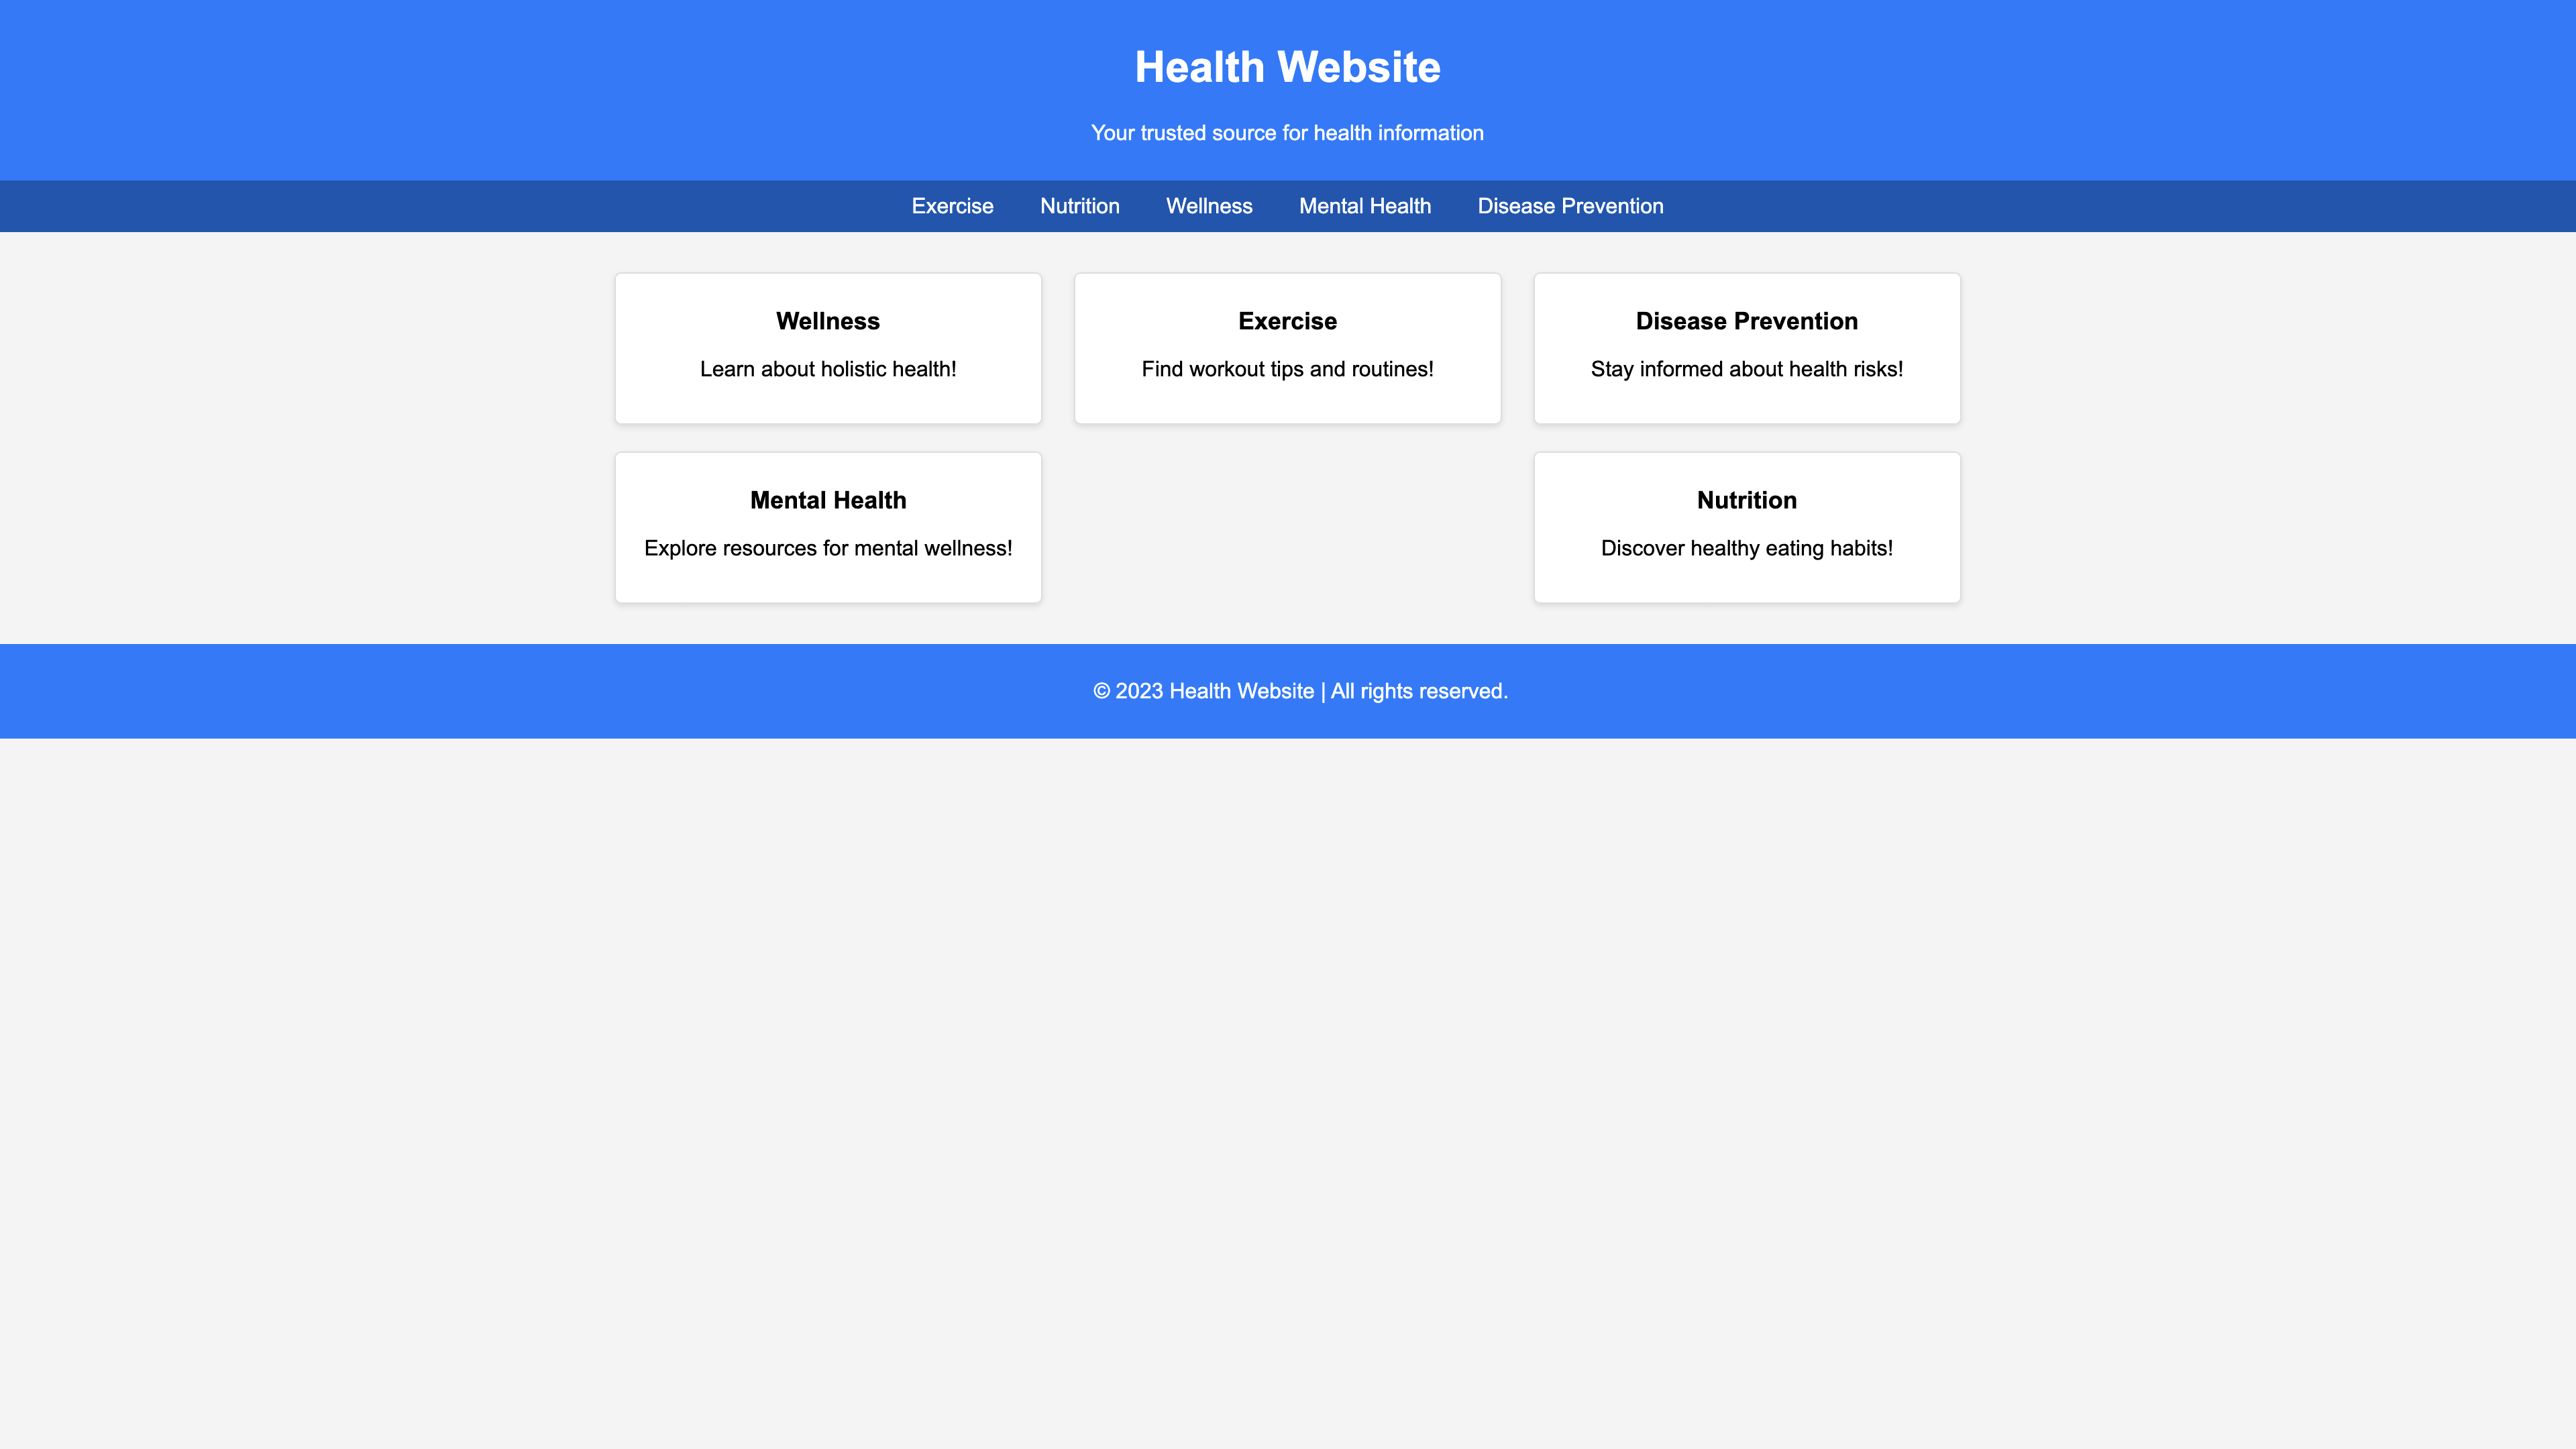 Health Website
Your trusted source for health information
Exercise Nutrition Wellness Mental Health Disease Prevention
Wellness
Learn about holistic health!
Exercise
Find workout tips and routines!
Disease Prevention
Stay informed about health risks!
Mental Health
Explore resources for mental wellness!
Nutrition
Discover healthy eating habits!
© 2023 Health Website | All rights reserved.